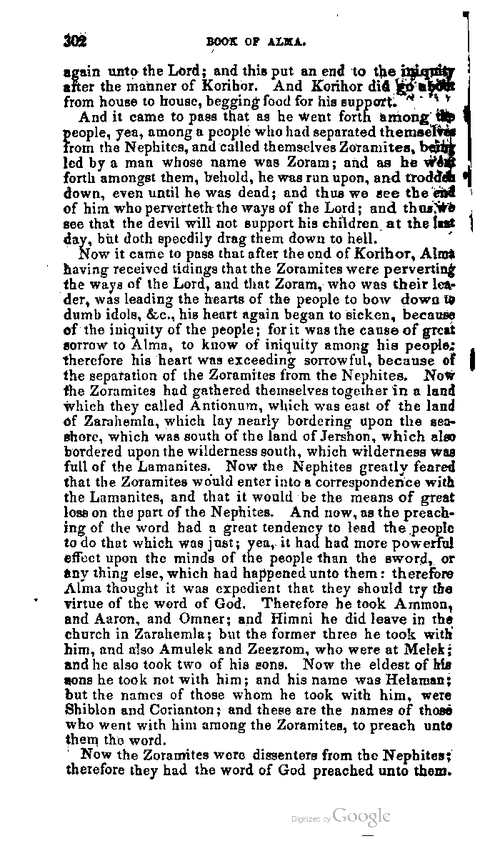 302 BOOK OF ALMA.
again unto the Lord; and this put an end to the iniquity
after the manner of Korihor. And Korihor did go about
from house to house, begging food for his support.
And it came to pass that as he went forth among the
people, yea, among a people who had separated themselves
from the Nephites, and called themselves Zoramites, being
led by a man whose name was Zoram; and as he went
forth amongst them, behold, he was run upon, and trodden
down, even until he was dead; and thus we see the end
of him who perverteth the ways of the Lord; and thus we
see that the devil will not support his children at the last
day, but doth speedily drag them down to hell.
Now it came to pass that after the end of Korihor, Alma
having received tidings that the Zoramites were perverting
the ways of the Lord, and that Zoram, who was their lea-
der, was leading the hearts of the people to bow down to
dumb idols, &c., his heart again began to sicken, because
of the iniquity of the people; for it was the cause of great
sorrow to Alma, to know of iniquity among his people;
therefore his heart was exceeding sorrowful, because of
the separation of the Zoramites from the Nephites. Now
the Zoramites had gathered themselves together in a land
which they called Antionum, which was east of the land
of Zarahemla, which lay nearly bordering upon the sea-
shore, which was south of the land of Jershon, which also
bordered upon the wilderness south, which wilderness was
full of the Lamanites. Now the Nephites greatly feared
that the Zoramites would enter into a correspondence with
the Lamanites, and that it would be the means of great
loss on the part of the Nephites. And now, as the preach-
ing of the word had a great tendency to lead the people
to do that which was just; yea, it had had more powerful
effect upon the minds of the people than the sword, or
any thing else, which had happened unto them: therefore
Alma thought it was expedient that they should try the
virtue of the word of God. Therefore he took Ammon,
and Aaron, and Omner; and Himni he did leave in the
church in Zarahemla; but the former three he took with
him, and also Amulek and Zeezrom, who were at Melek;
and he also took two of his sons. Now the eldest of his
sons he took not with him; and his name was Helaman;
but the names of those whom he took with him, were
Shiblon and Corianton; and these are the names of those
who went with him among the Zoramites, to preach unto
them the word.
Now the Zoramites were dissenters from the Nephites;
therefore they had the word of God preached unto them.
Digitized by Google